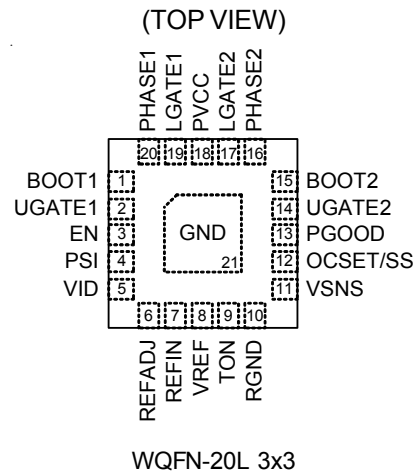 (TOP VIEW)
PHASE1
LGATE1
PVCC
LGATE2
PHASE2
20 19 18 17 16
BOOT1 1 15 BOOT2
UGATE1 2 14 UGATE2
EN 3 GND 13 PGOOD
PSI 4 12 OCSET/SS
21
VID 5 11 VSNS
6 7 8 9 10
REFADJ
REFIN
VREF
TON
RGND
WQFN-20L 3x3